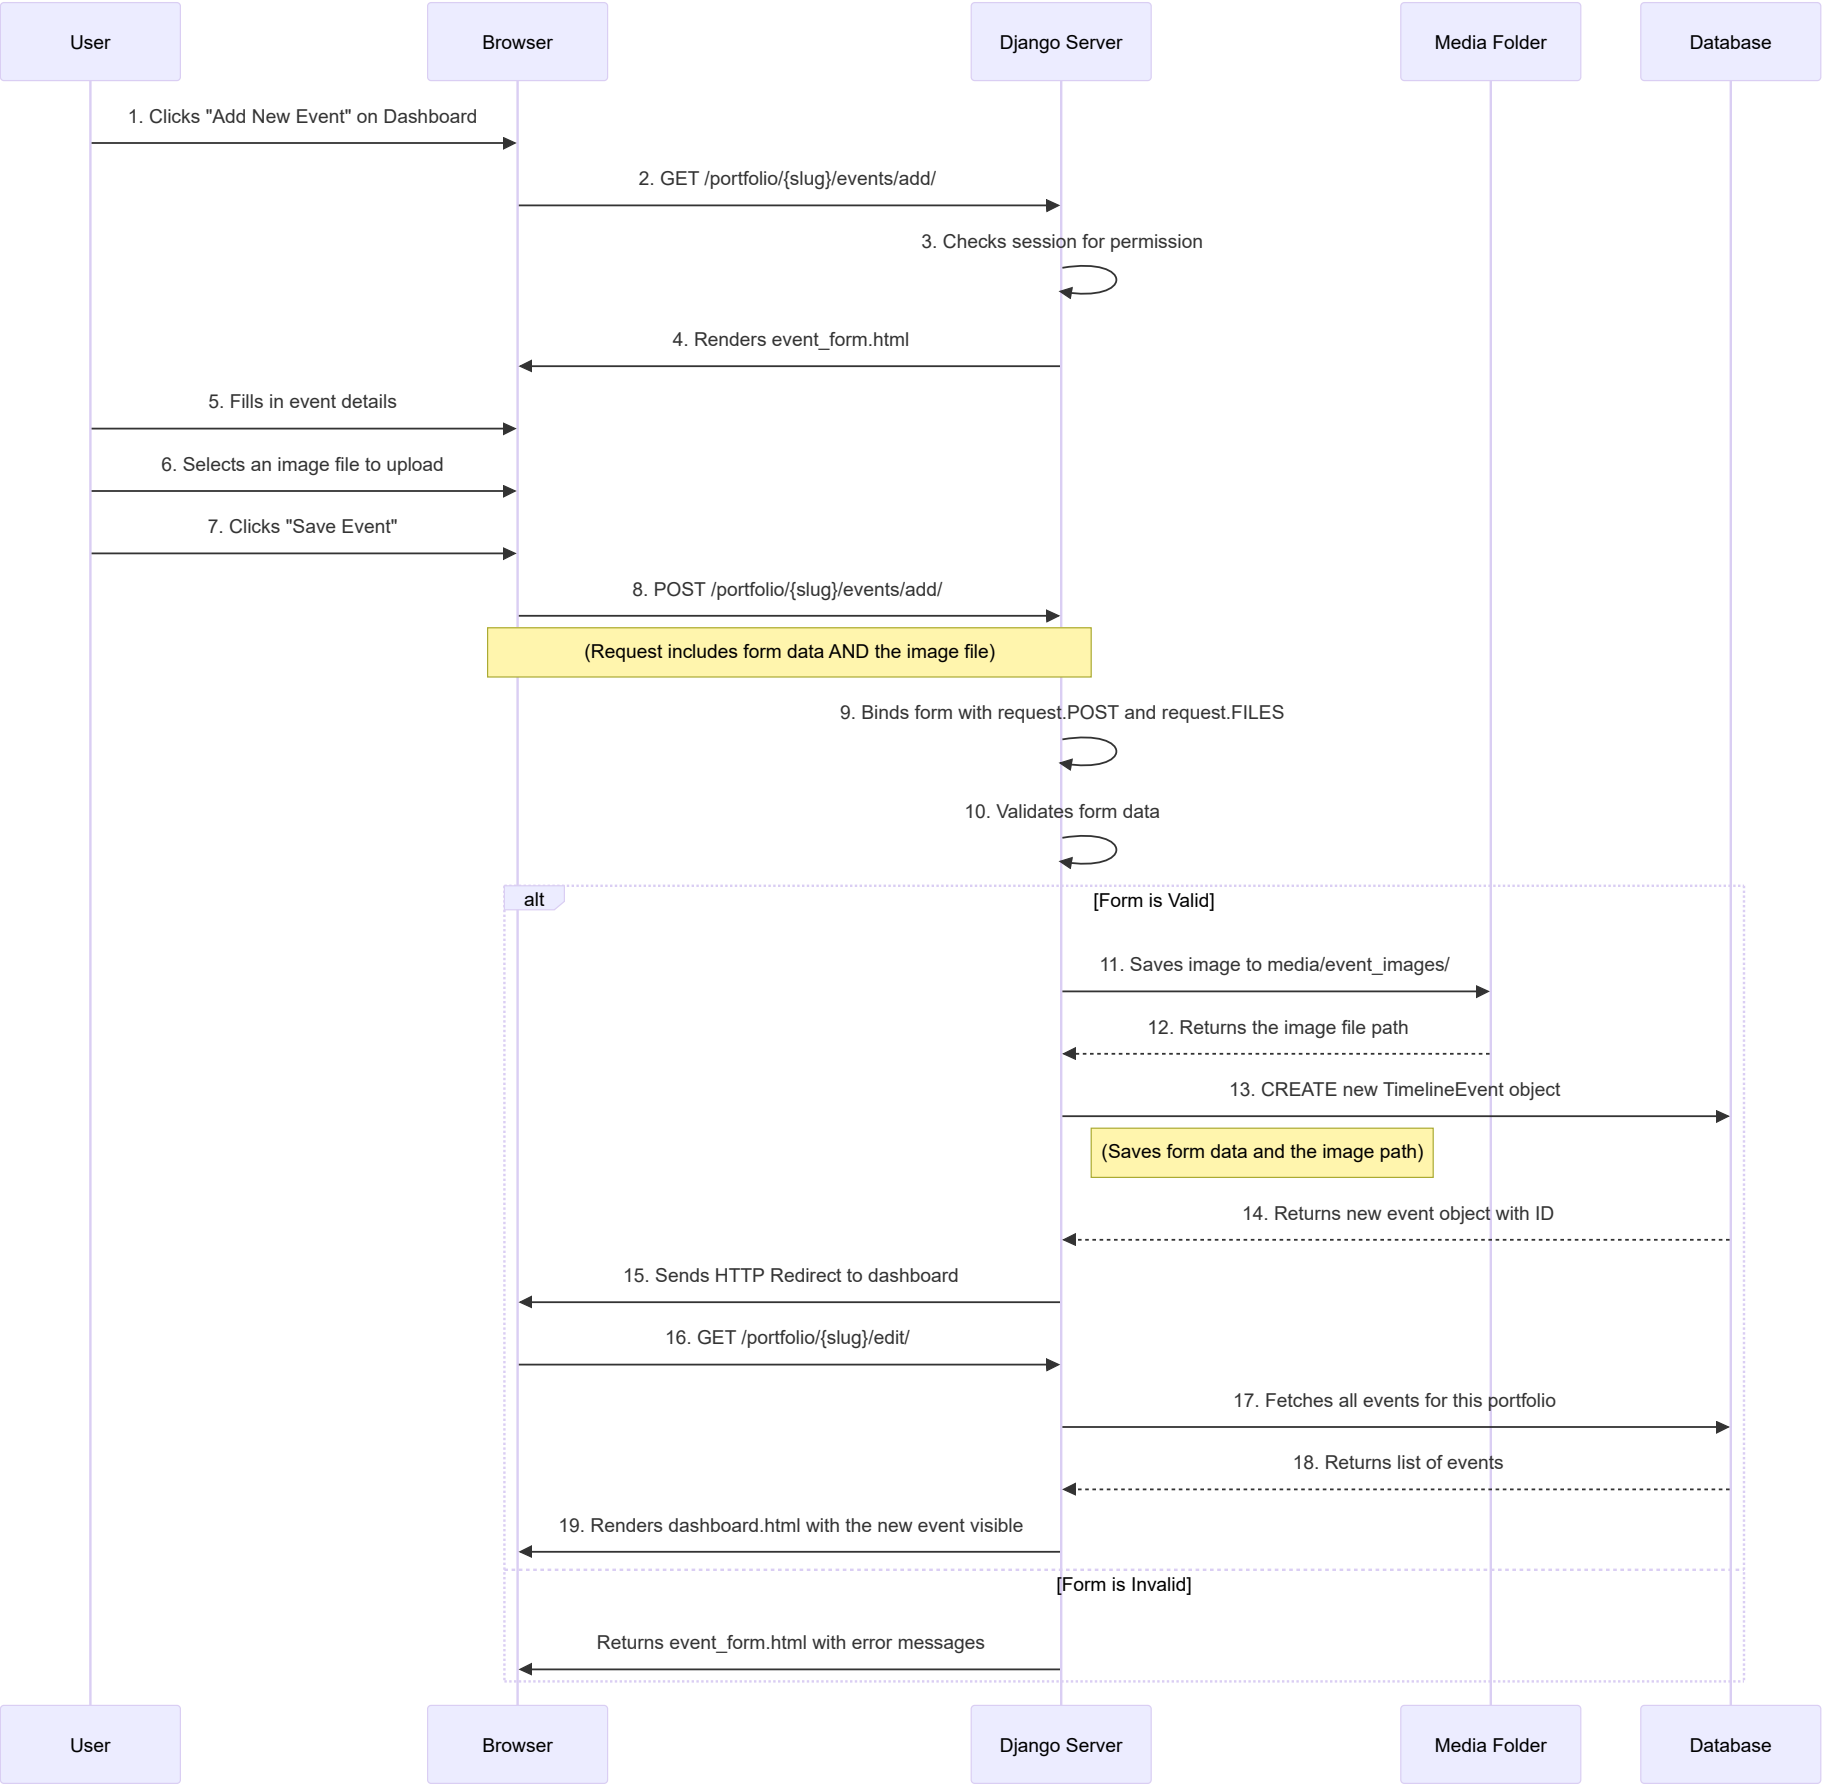 User
Browser
Django Server
Media Folder
Database
1. Clicks "Add New Event" on Dashboard
2. GET /portfolio/{slug}/events/add/
3. Checks session for permission
4. Renders event_form.html
5. Fills in event details
6. Selects an image file to upload
7. Clicks "Save Event"
8. POST /portfolio/{slug}/events/add/
(Request includes form data AND the image file)
9. Binds form with request.POST and request.FILES
10. Validates form data
alt
[Form is Valid]
11. Saves image to media/event_images/
12. Returns the image file path
13. CREATE new TimelineEvent object
(Saves form data and the image path)
14. Returns new event object with ID
15. Sends HTTP Redirect to dashboard
16. GET /portfolio/{slug}/edit/
17. Fetches all events for this portfolio
18. Returns list of events
19. Renders dashboard.html with the new event visible
[Form is Invalid]
Returns event_form.html with error messages
User
Browser
Django Server
Media Folder
Database